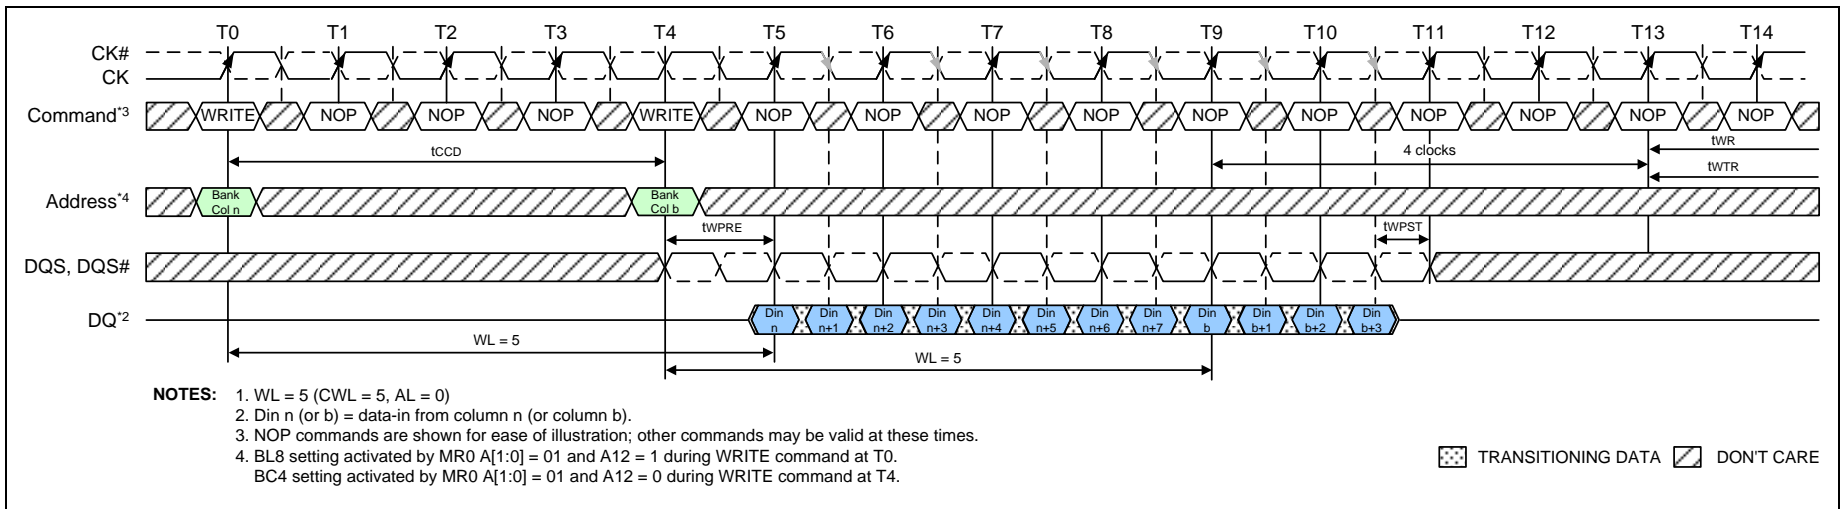 T0 T1 T2 T3 T4 T5 T6 T7 T8 T9 T10 T11 T12 T13 T14
CK#
CK
Command*3 WRITE NOP NOP NOP WRITE NOP NOP NOP NOP NOP NOP NOP NOP NOP NOP
tCCD 4 clocks tWR
tWTR
Address*4 Bank Col n Bank Col b
tWPRE tWPST
DQS, DQS#
DQ*2 Din n Din n+1 Din n+2 Din n+3 Din n+4 Din n+5 Din n+6 Din n+7 Din b Din b+1 Din b+2 Din b+3
WL = 5
WL = 5
NOTES: 1. WL = 5 (CWL = 5, AL = 0)
2. Din n (or b) = data-in from column n (or column b).
3. NOP commands are shown for ease of illustration; other commands may be valid at these times.
4. BL8 setting activated by MR0 A[1:0] = 01 and A12 = 1 during WRITE command at T0.
BC4 setting activated by MR0 A[1:0] = 01 and A12 = 0 during WRITE command at T4.
TRANSITIONING DATA DON'T CARE